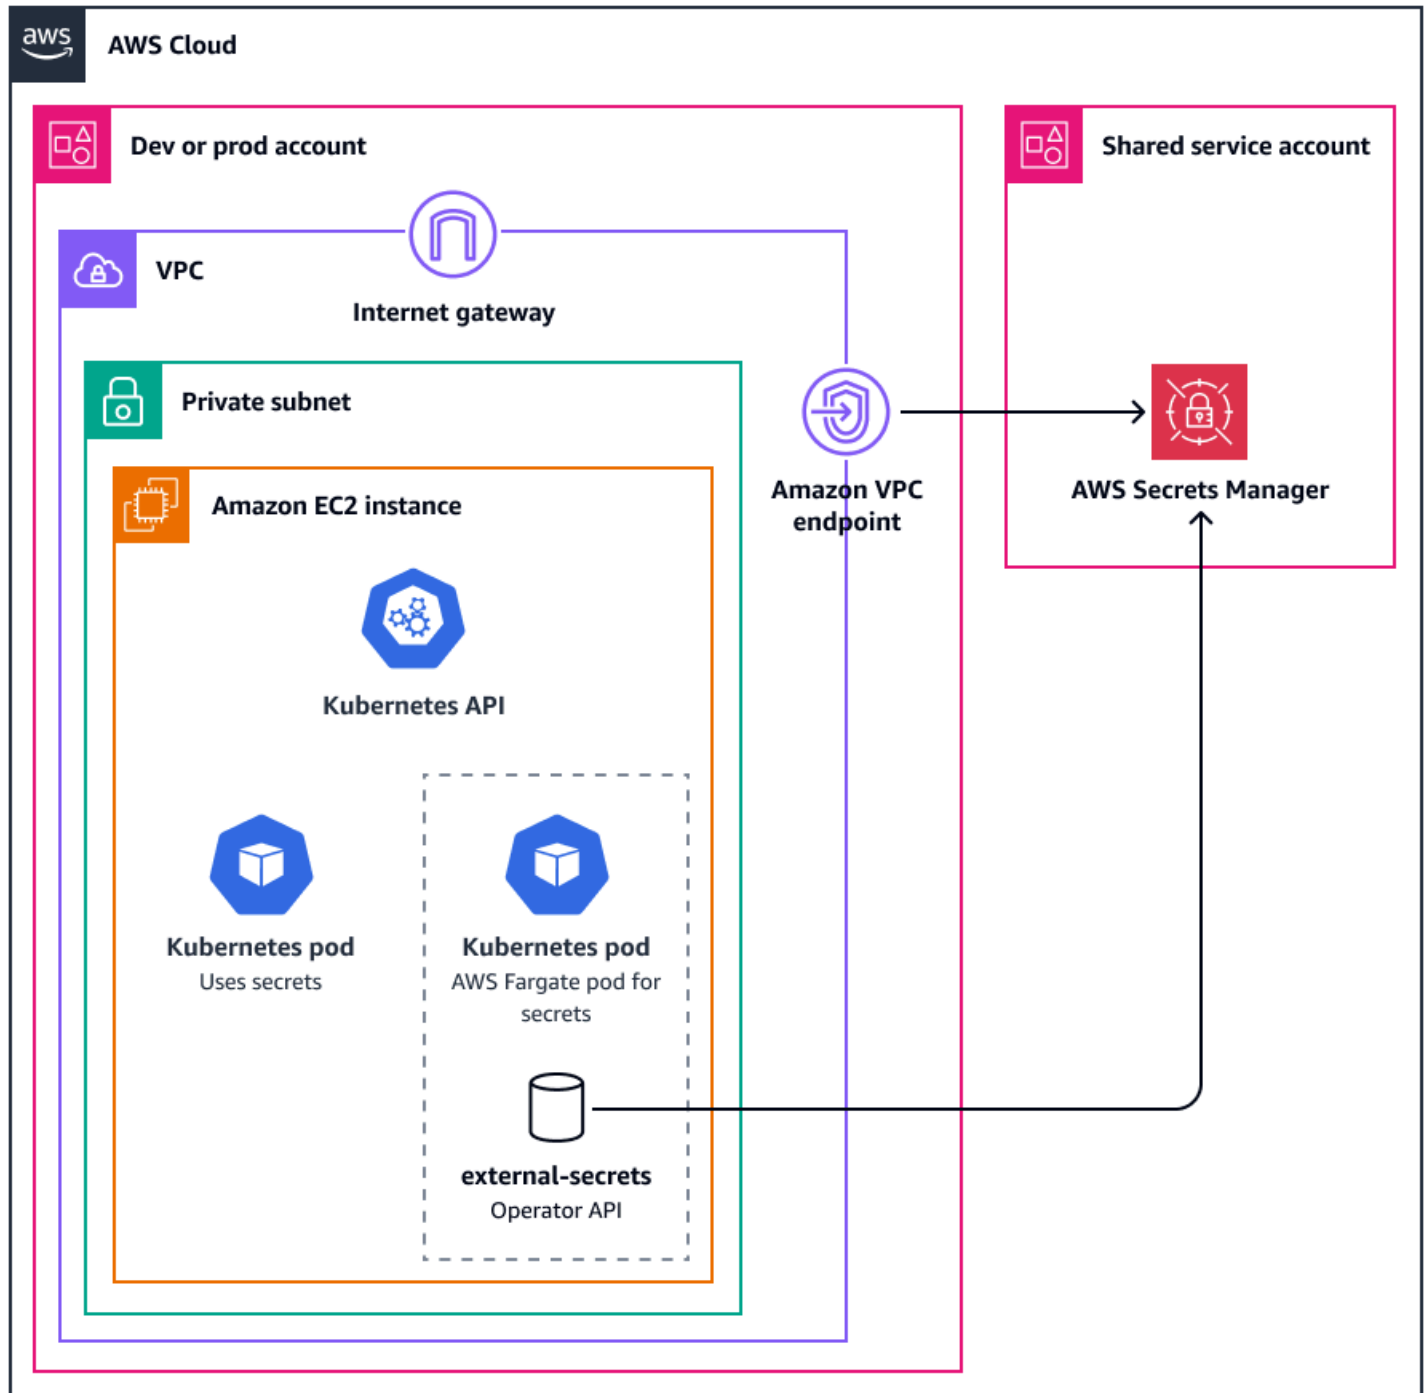 aws
AWS Cloud
Dev or prod account
Shared service account
VPC
Internet gateway
Private subnet
Amazon VPC
endpoint
AWS Secrets Manager
Amazon EC2 instance
Kubernetes API
Kubernetes pod
Uses secrets
Kubernetes pod
AWS Fargate pod for
secrets
external-secrets
Operator API